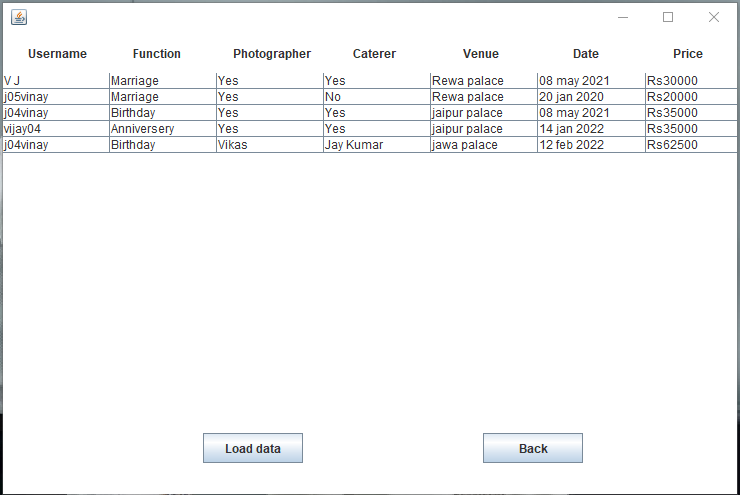 Username Function Photographer Caterer Venue Date Price
V J Marriage Yes Yes Rewa palace 08 may 2021 Rs30000
j05vinay Marriage Yes No Rewa palace 20 jan 2020 Rs20000
j04vinay Birthday Yes Yes jaipur palace 08 may 2021 Rs35000
vijay04 Anniversery Yes Yes jaipur palace 14 jan 2022 Rs35000
j04vinay Birthday Vikas Jay Kumar jawa palace 12 feb 2022 Rs62500
Load data Back